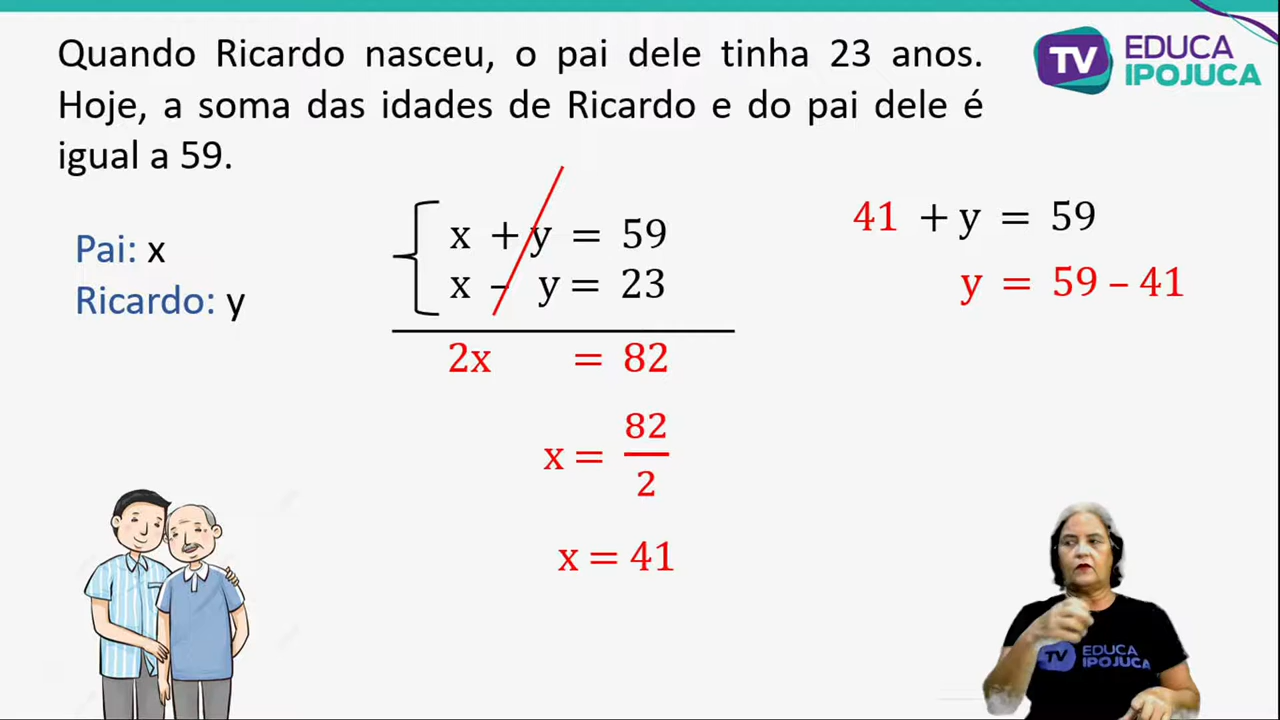 Quando Ricardo nasceu, o pai dele tinha 23 anos.
Hoje, a soma das idades de Ricardo e do pai dele é
igual a 59.
TV EDUCA
IPOJUCA
Pai: x
Ricardo: y
x + y = 59
x – y = 23
2x = 82
x = 82/2
x = 41
41 + y = 59
y = 59 – 41
TV EDUCA
IPOJUCA